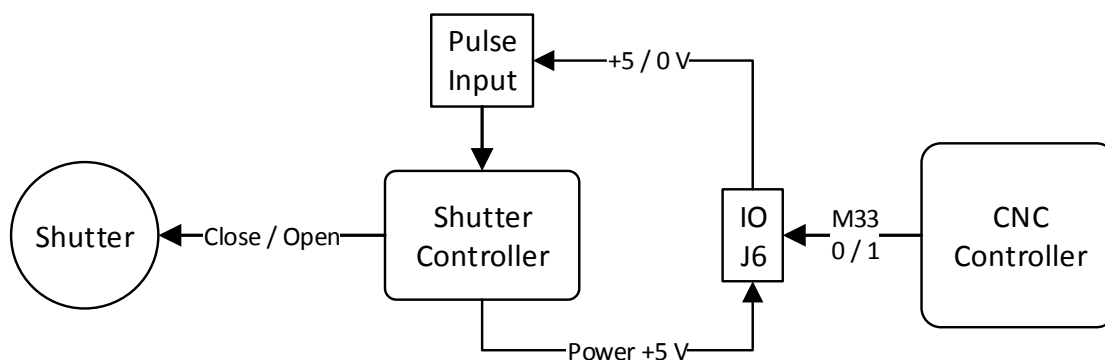 Pulse
Input
+5 / 0 V
Shutter
Close / Open
Shutter
Controller
IO
J6
M33
0 / 1
CNC
Controller
Power +5 V